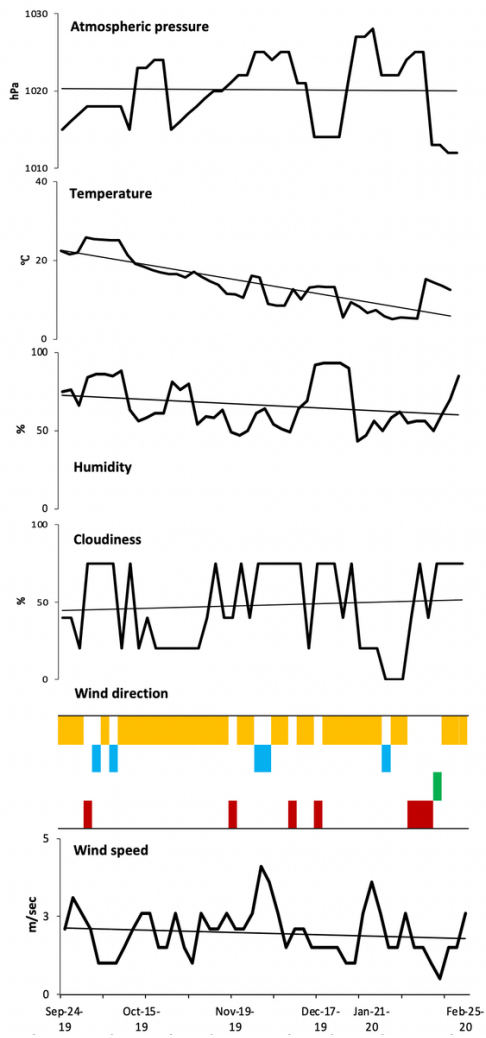 1030
Atmospheric pressure
hPa
1020
1010
40
Temperature
ºC
20
0
100
%
50
Humidity
0
100
Cloudiness
%
50
0
Wind direction
5
Wind speed
m/sec
3
0
Sep-24-
19
Oct-15-
19
Nov-19-
19
Dec-17-
19
Jan-21-
20
Feb-25-
20